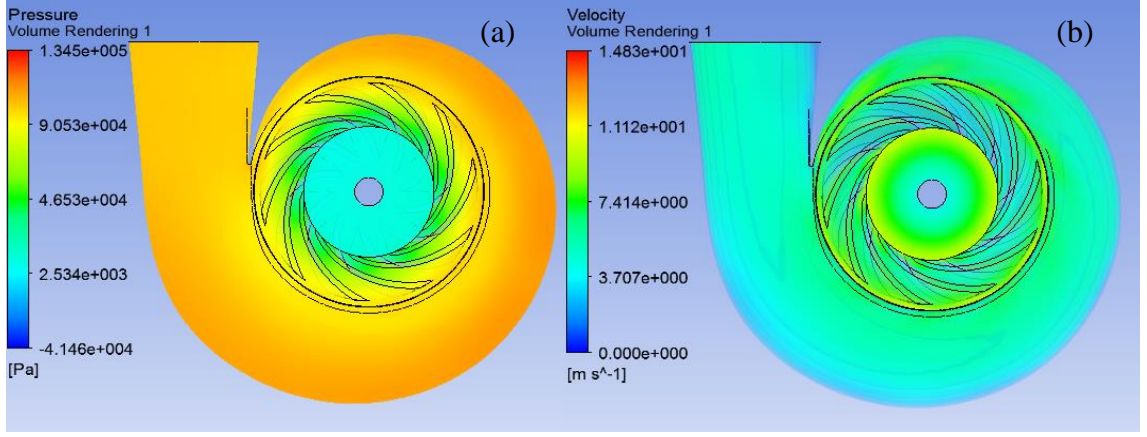 Pressure
Volume Rendering 1
1.345e+005
9.053e+004
4.653e+004
2.534e+003
-4.146e+004
[Pa]
(a)
Velocity
Volume Rendering 1
1.483e+001
1.112e+001
7.414e+000
3.707e+000
0.000e+000
[m s^-1]
(b)